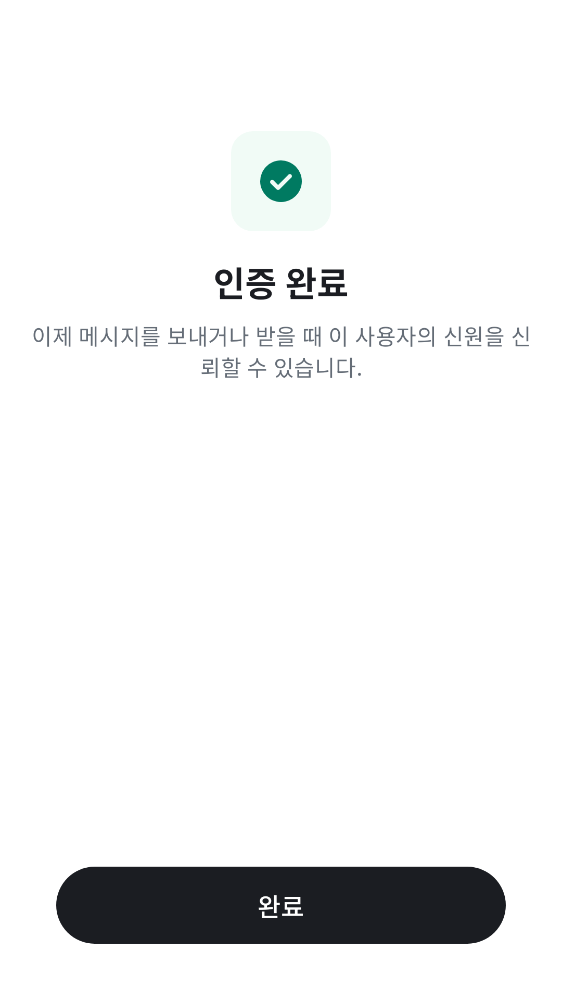 인증 완료
이제 메시지를 보내거나 받을 때 이 사용자의 신원을 신
뢰할 수 있습니다.
완료